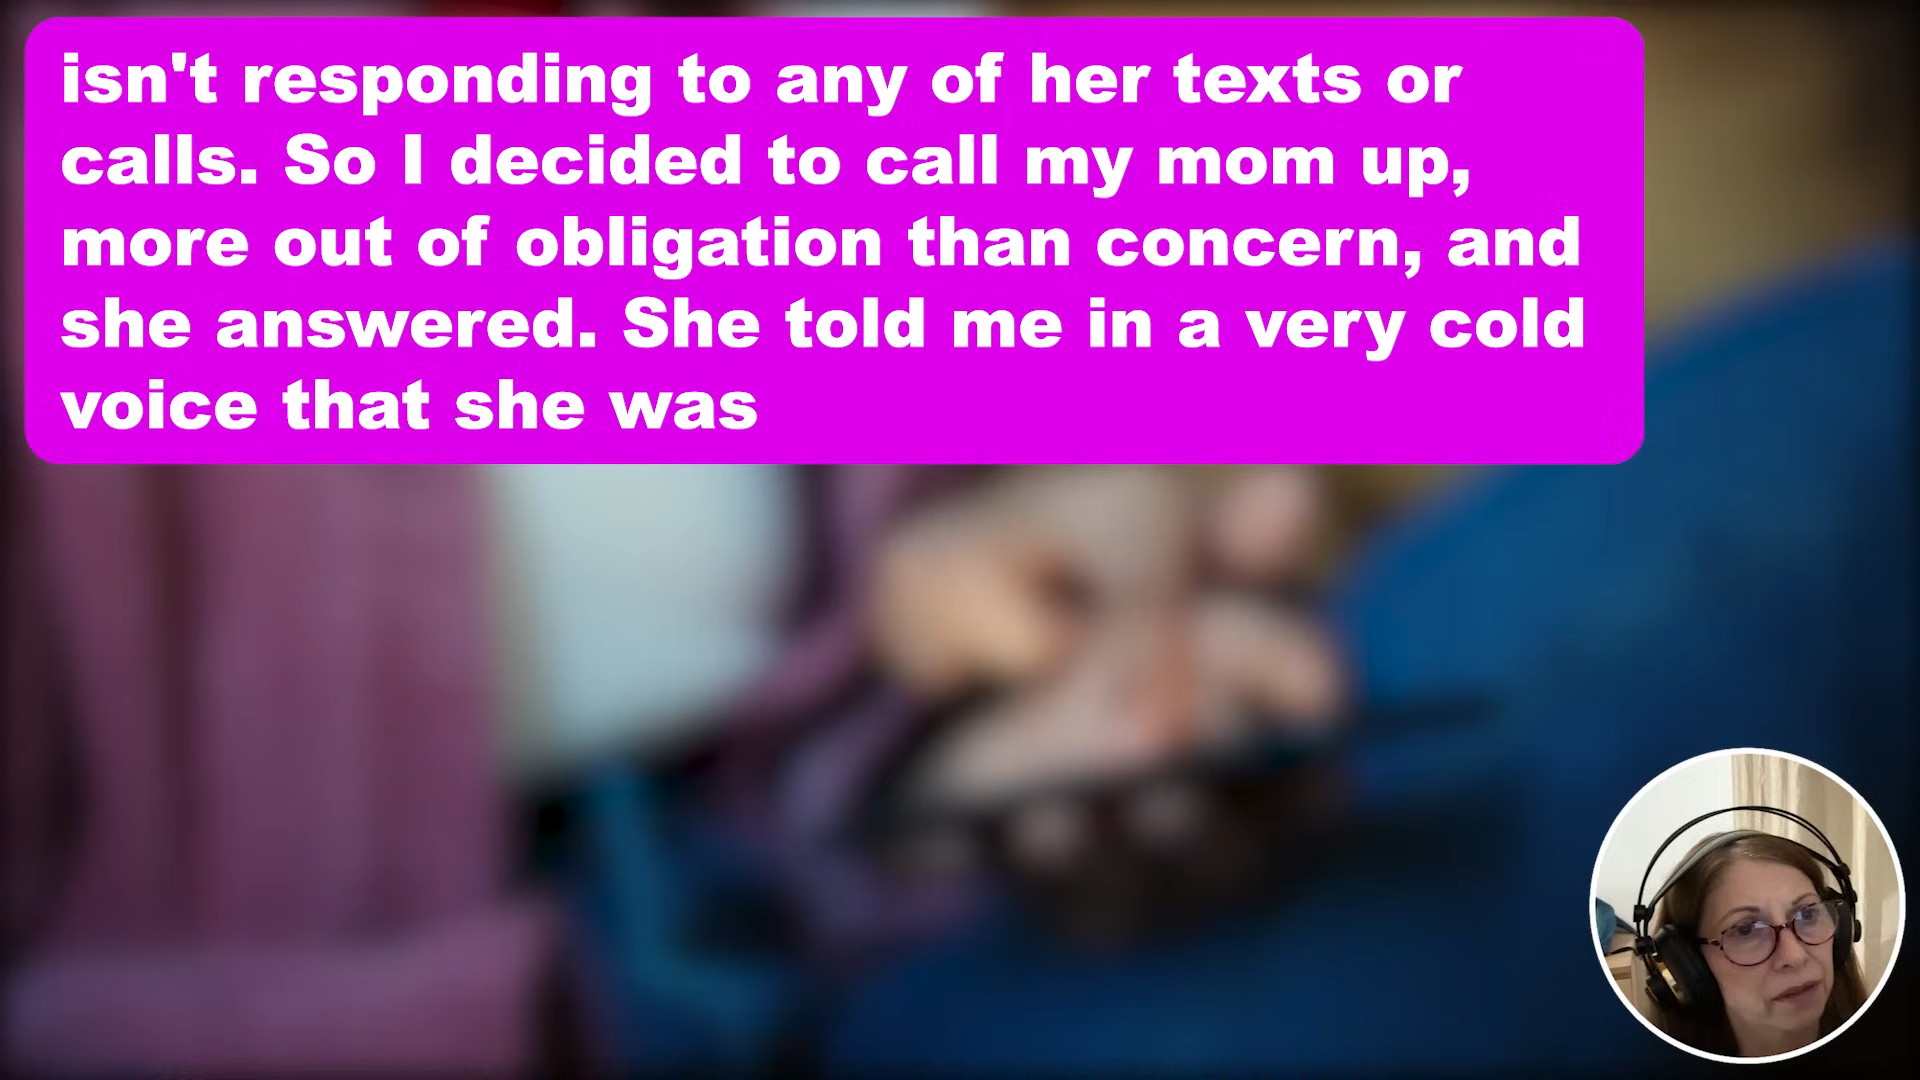 isn't responding to any of her texts or
calls. So I decided to call my mom up,
more out of obligation than concern, and
she answered. She told me in a very cold
voice that she was